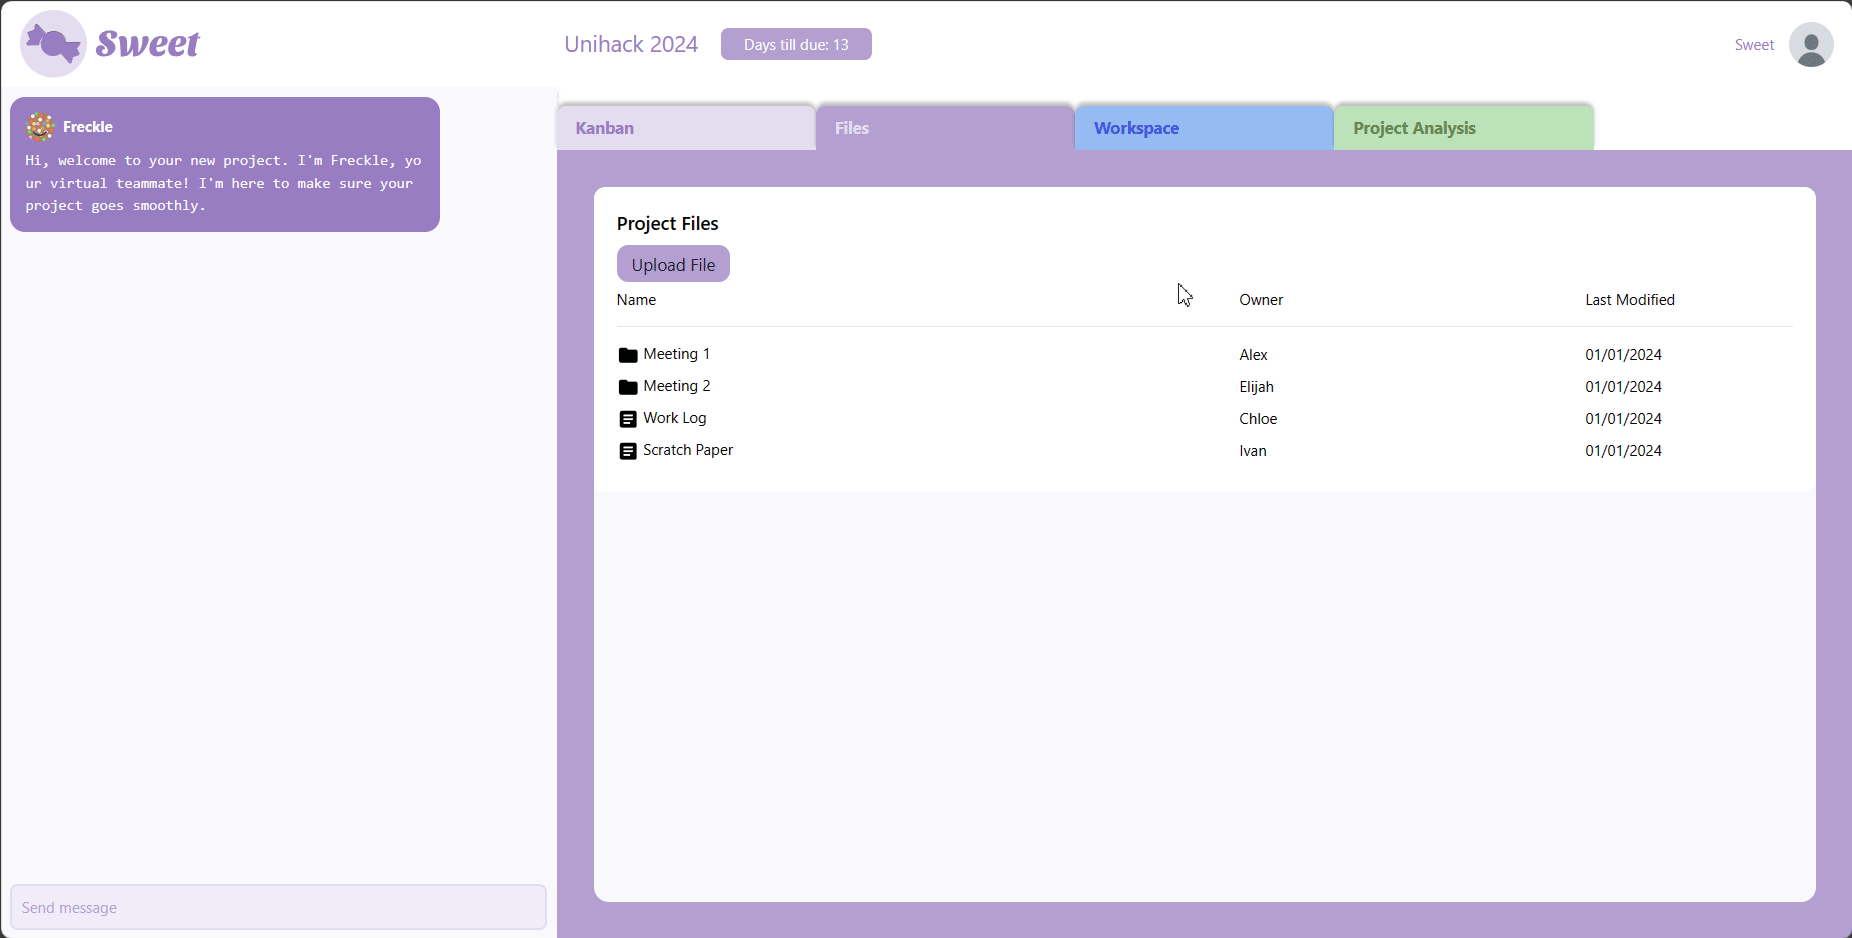 Sweet
Unihack 2024
Days till due: 13
Sweet
Freckle
Hi, welcome to your new project. I'm Freckle, yo
ur virtual teammate! I'm here to make sure your
project goes smoothly.
Send message
Kanban
Files
Workspace
Project Analysis
Project Files
Upload File
Name Owner Last Modified
Meeting 1 Alex 01/01/2024
Meeting 2 Elijah 01/01/2024
Work Log Chloe 01/01/2024
Scratch Paper Ivan 01/01/2024